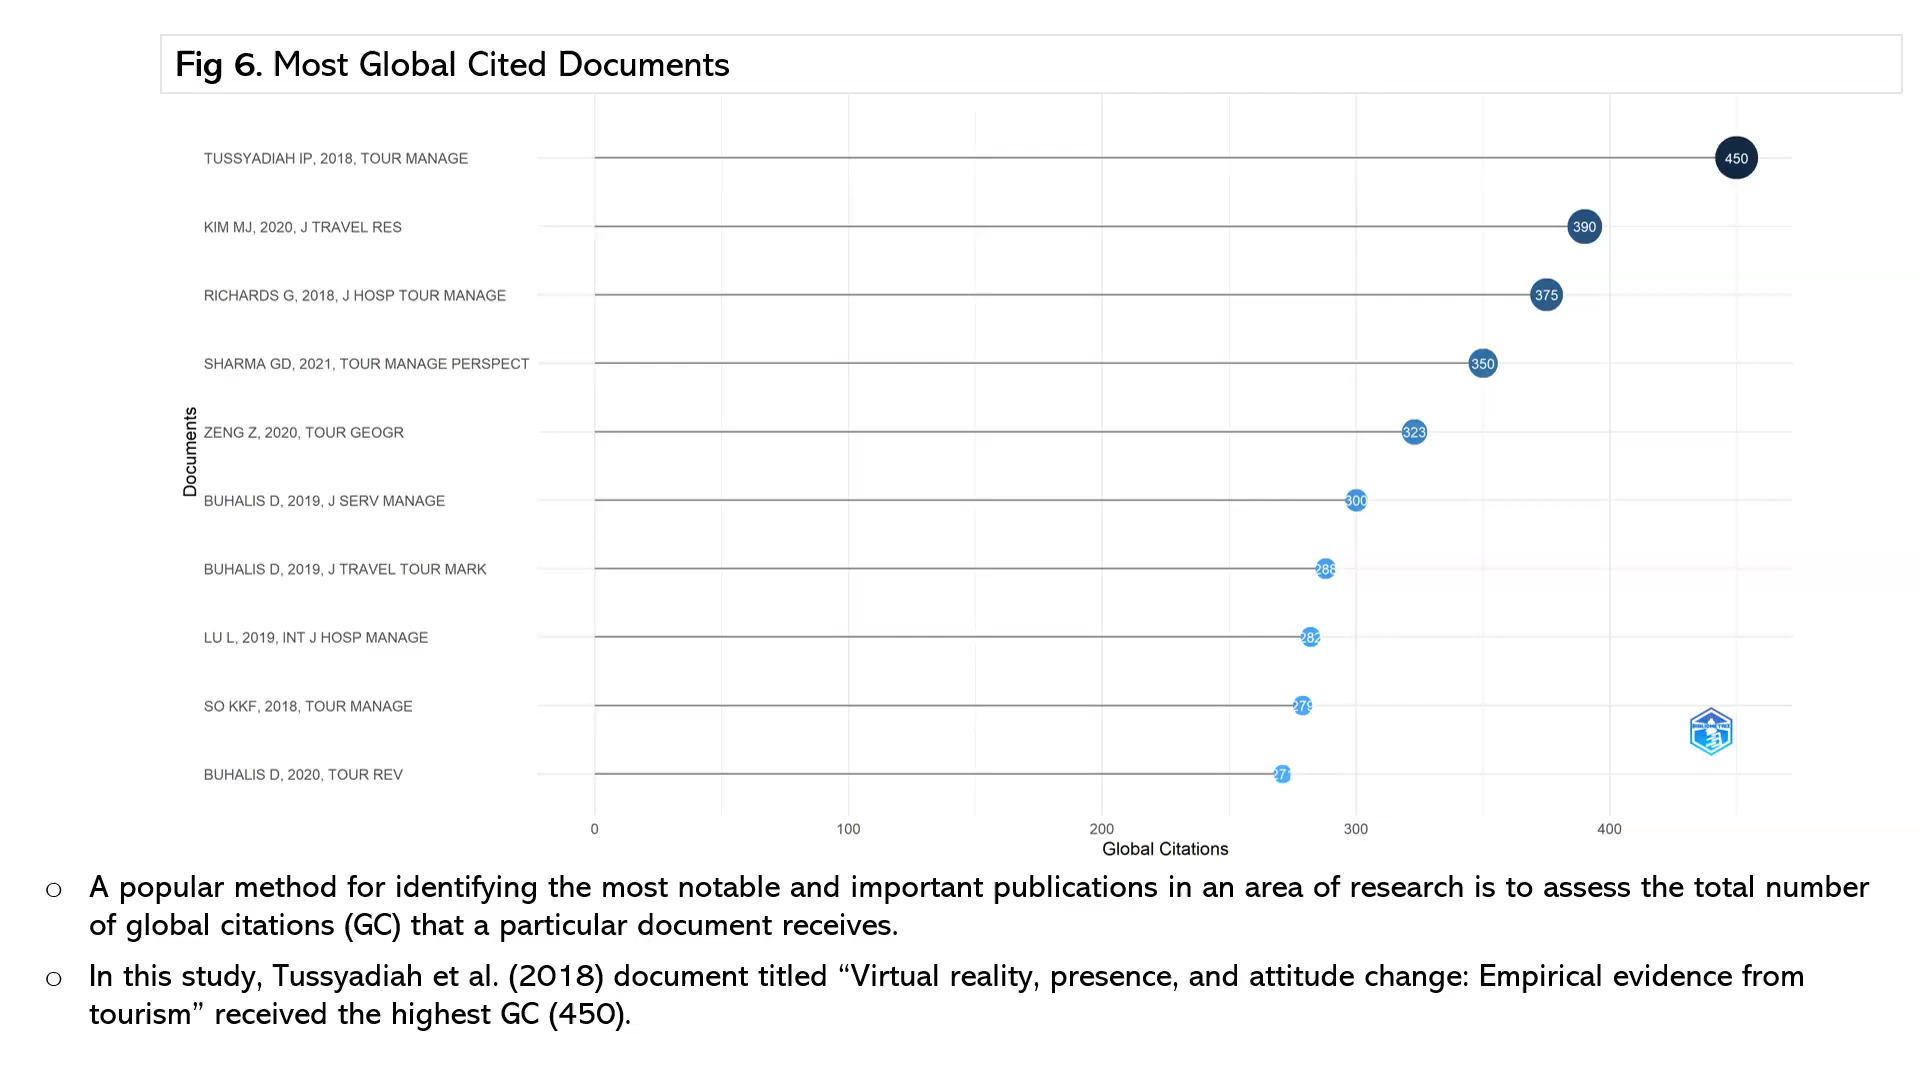 Fig 6. Most Global Cited Documents
TUSSYADIAH IP, 2018, TOUR MANAGE
450
KIM MJ, 2020, J TRAVEL RES
390
RICHARDS G, 2018, J HOSP TOUR MANAGE
375
SHARMA GD, 2021, TOUR MANAGE PERSPECT
350
Documents
ZENG Z, 2020, TOUR GEOGR
323
BUHALIS D, 2019, J SERV MANAGE
300
BUHALIS D, 2019, J TRAVEL TOUR MARK
288
LU L, 2019, INT J HOSP MANAGE
282
SO KKF, 2018, TOUR MANAGE
279
BIBLIOMETRIX
BUHALIS D, 2020, TOUR REV
271
0 100 200 300 400
Global Citations
o A popular method for identifying the most notable and important publications in an area of research is to assess the total number
of global citations (GC) that a particular document receives.
o In this study, Tussyadiah et al. (2018) document titled “Virtual reality, presence, and attitude change: Empirical evidence from
tourism” received the highest GC (450).